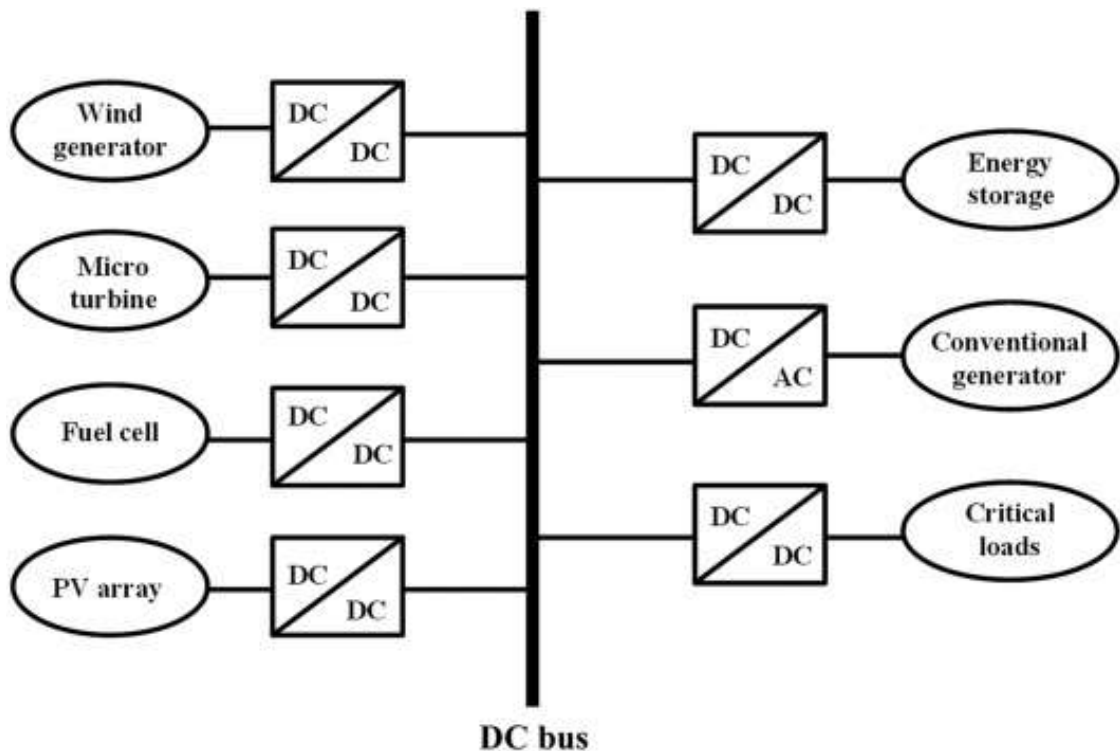 Wind
generator
DC
DC
Micro
turbine
DC
DC
Fuel cell
DC
DC
PV array
DC
DC
DC
DC
Energy
storage
DC
AC
Conventional
generator
DC
DC
Critical
loads
DC bus